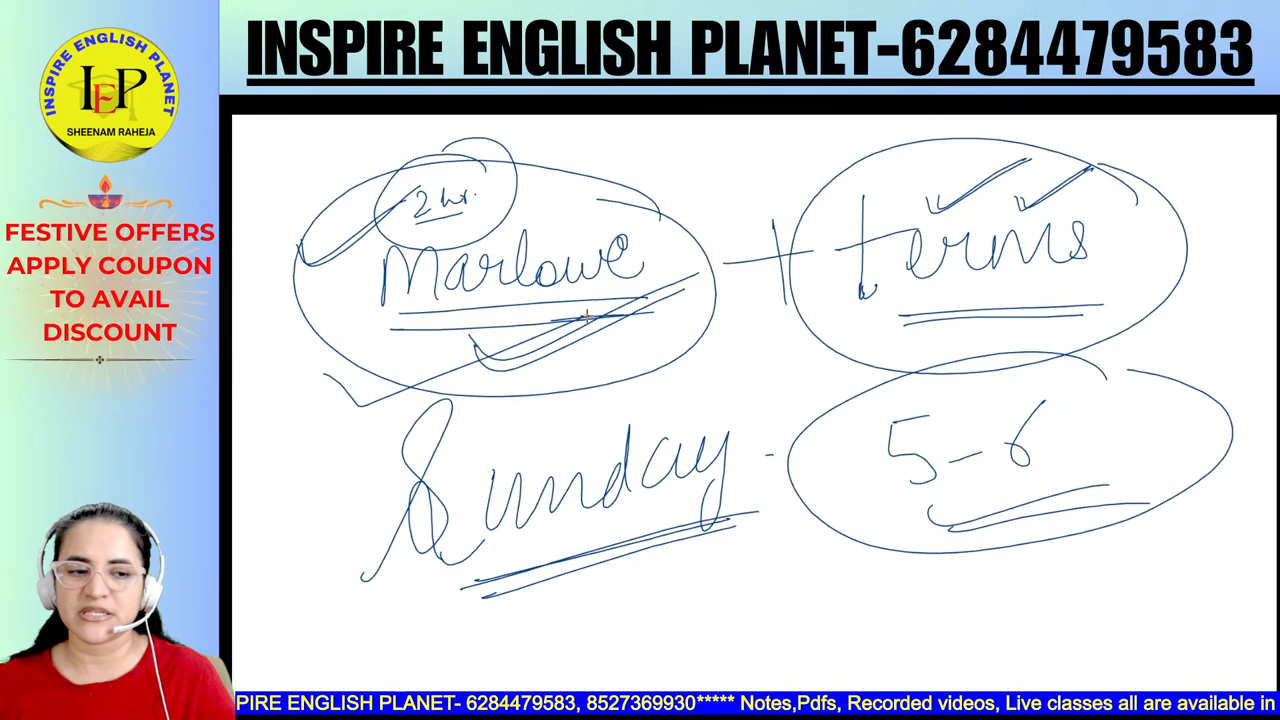 INSPIRE ENGLISH PLANET
IEP
SHEENAM RAHEJA
INSPIRE ENGLISH PLANET-6284479583
FESTIVE OFFERS
APPLY COUPON
TO AVAIL
DISCOUNT
2 hr.
Marlowe + terms
Sunday - 5-6
PIRE ENGLISH PLANET- 6284479583, 8527369930***** Notes,Pdfs, Recorded videos, Live classes all are available in